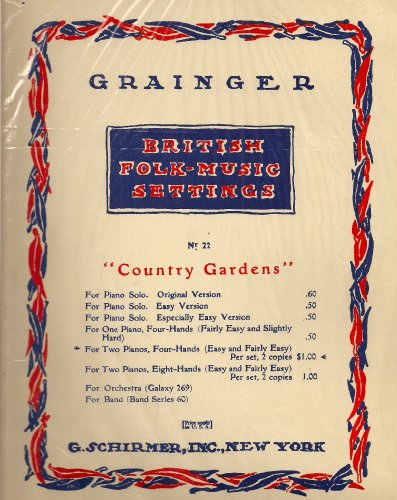 GRAINGER
BRITISH
FOLK-MUSIC
SETTINGS
Nr 22
"Country Gardens"
For Piano Solo. Original Version .60
For Piano Solo. Easy Version .50
For Piano Solo. Especially Easy Version .50
For One Piano, Four-Hands (Fairly Easy and Slightly
Hard) .50
For Two Pianos, Four-Hands (Easy and Fairly Easy)
Per set, 2 copies $1.00
For Two Pianos, Eight-Hands (Easy and Fairly Easy)
Per set, 2 copies 1.00
For Orchestra (Galaxy 269)
For Band (Band Series 60)
Price apply
in U. S. A.
G. SCHIRMER, INC., NEW YORK